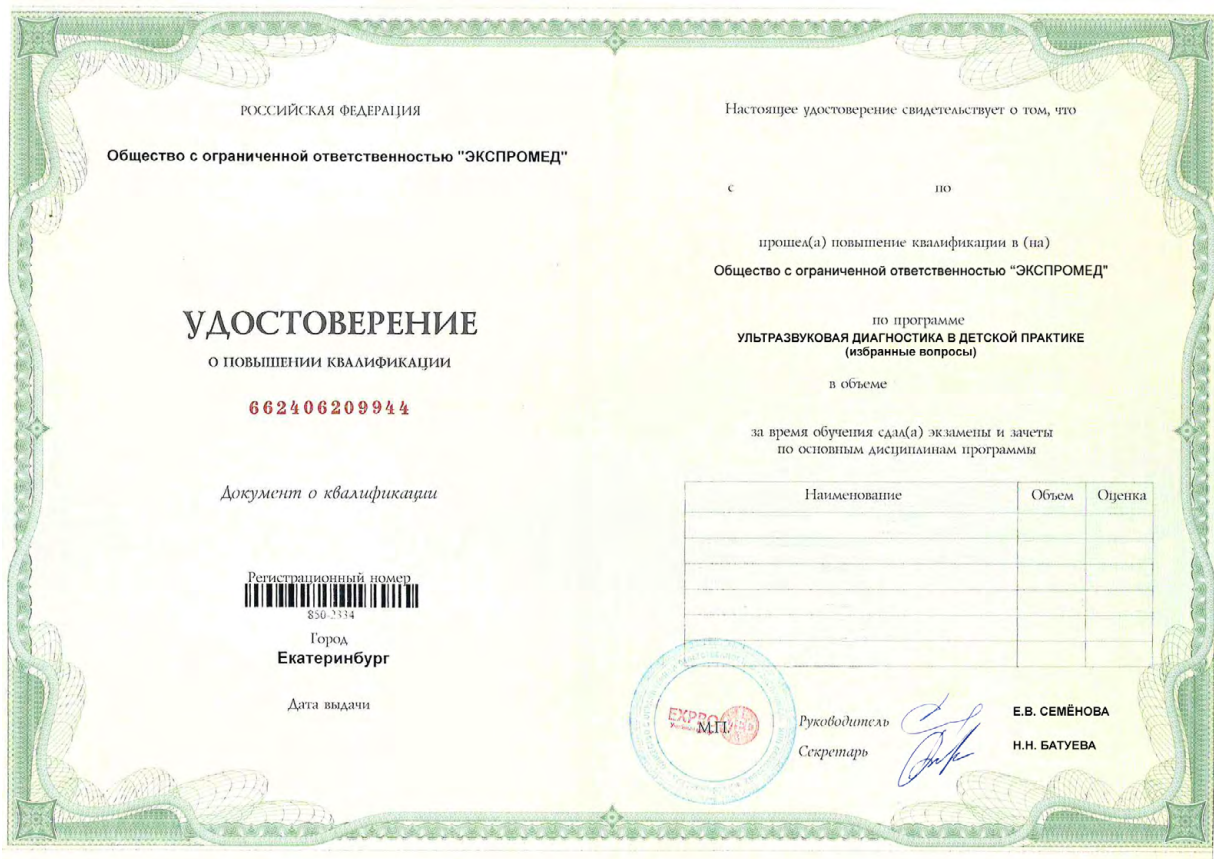 РОССИЙСКАЯ ФЕДЕРАЦИЯ
Общество с ограниченной ответственностью "ЭКСПРОМЕД"
УДОСТОВЕРЕНИЕ
О ПОВЫШЕНИИ КВАЛИФИКАЦИИ
662406209944
Документ о квалификации
Регистрационный номер
850-2334
Город
Екатеринбург
Дата выдачи
Настоящее удостоверение свидетельствует о том, что
с по
прошел(а) повышение квалификации в (на)
Общество с ограниченной ответственностью "ЭКСПРОМЕД"
по программе
УЛЬТРАЗВУКОВАЯ ДИАГНОСТИКА В ДЕТСКОЙ ПРАКТИКЕ
(избранные вопросы)
в объеме
за время обучения сдал(а) экзамены и зачеты
по основным дисциплинам программы
Наименование Объем Оценка
М.П.
Руководитель Е.В. СЕМЁНОВА
Секретарь Н.Н. БАТУЕВА